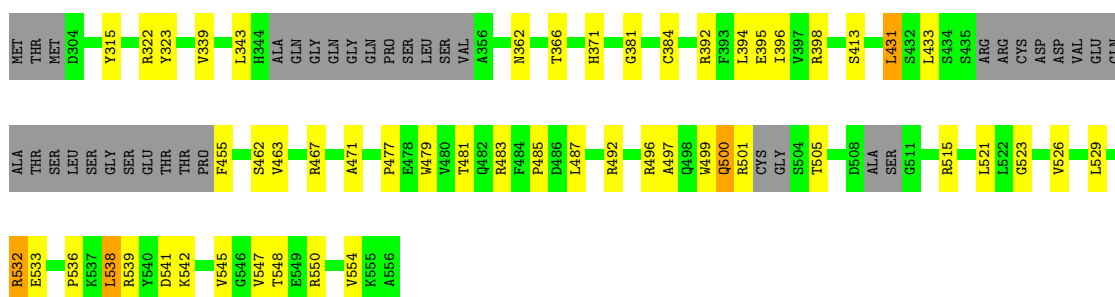 MET THR MET D304 Y315 R322 Y323 V339 L343 H344 ALA GLN GLY GLN GLY GLN PRO SER LEU SER VAL A356 N362 T366 H371 G381 C384 R392 F393 L394 E395 I396 V397 R398 S413 L431 S432 L433 S434 S435 ARG ARG CYS ASP ASP VAL GLU GLN
ALA THR SER LEU SER GLY SER GLU THR THR PRO F455 S462 V463 R467 A471 P477 E478 W479 V480 T481 Q482 R483 F484 P485 D486 L487 R492 R496 A497 Q498 W499 Q500 R501 CYS GLY S504 T505 D508 ALA SER G511 R515 L521 L522 G523 V526 L529
R532 E533 P536 K537 L538 R539 Y540 D541 K542 V545 G546 V547 T548 E549 R550 V554 K555 A556